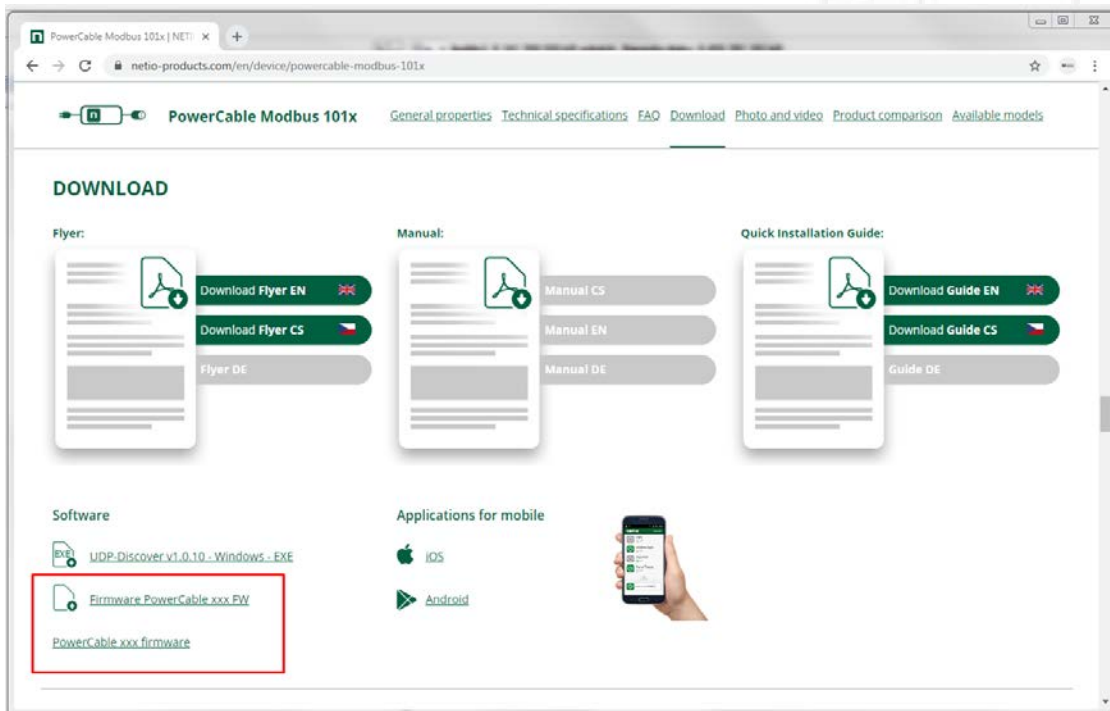 PowerCable Modbus 101x | NETI
netio-products.com/en/device/powercable-modbus-101x
PowerCable Modbus 101x General properties Technical specifications FAQ Download Photo and video Product comparison Available models
DOWNLOAD
Flyer: Manual: Quick Installation Guide:
Download Flyer EN Manual CS Download Guide EN
Download Flyer CS Manual EN Download Guide CS
Flyer DE Manual DE Guide DE
Software Applications for mobile
EXE UDP-Discover v1.0.10 - Windows - EXE iOS
Firmware PowerCable xxx FW Android
PowerCable xxx firmware